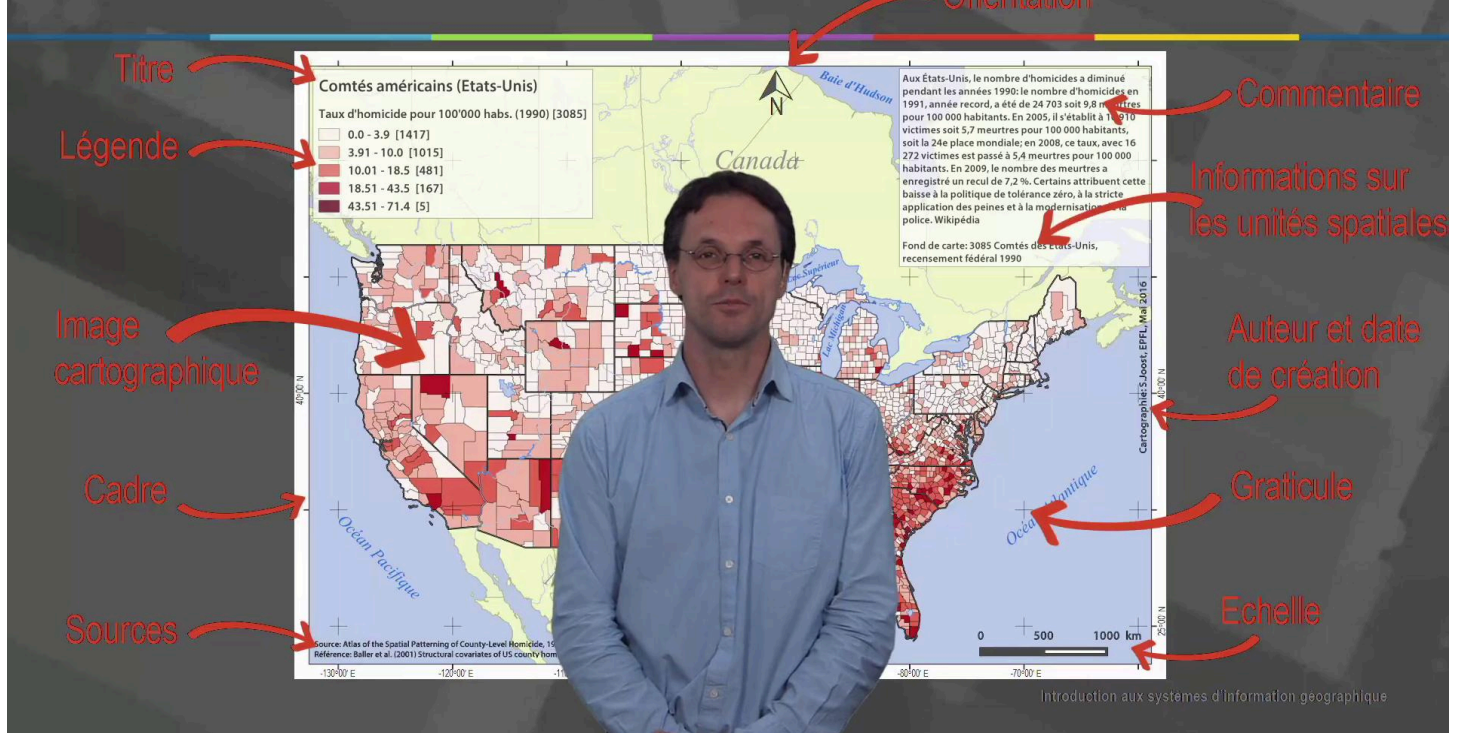 Orientation
Titre
Légende
Image
cartographique
Cadre
Sources
Comtés américains (Etats-Unis)
Taux d'homicide pour 100'000 habs. (1990) [3085]
0.0 - 3.9 [1417]
3.91 - 10.0 [1015]
10.01 - 18.5 [481]
18.51 - 43.5 [167]
43.51 - 71.4 [5]
N
Baie d'Hudson
Canada
Aux États-Unis, le nombre d'homicides a diminué
pendant les années 1990: le nombre d'homicides en
1991, année record, a été de 24 703 soit 9,8 meurtres
pour 100 000 habitants. En 2005, il s'établit à
victimes soit 5,7 meurtres pour 100 000 habitants,
soit la 24e place mondiale; en 2008, ce taux, avec 16
272 victimes est passé à 5,4 meurtres pour 100 000
habitants. En 2009, le nombre des meurtres a
enregistré un recul de 7,2 %. Certains attribuent cette
baisse à la politique de tolérance zéro, à la stricte
application des peines et à la modernisation la
police. Wikipédia
Fond de carte: 3085 Comtés des Etats-Unis,
recensement fédéral 1990
Supérieur
Lac Michigan
Océan Pacifique
Océan Atlantique
40°00' N
40°00' N
25°00' N
Cartographie: S.Joost, EPFL, Mai 2016
Source: Atlas of the Spatial Patterning of County-Level Homicide, 19
Référence: Baller et al. (2001) Structural covariates of US county hom
0 500 1000 km
-130°00' E -120°00' E -80°00' E -70°00' E
Commentaire
Informations sur
les unités spatiales
Auteur et date
de création
Graticule
Echelle
Introduction aux systèmes d'information geographique